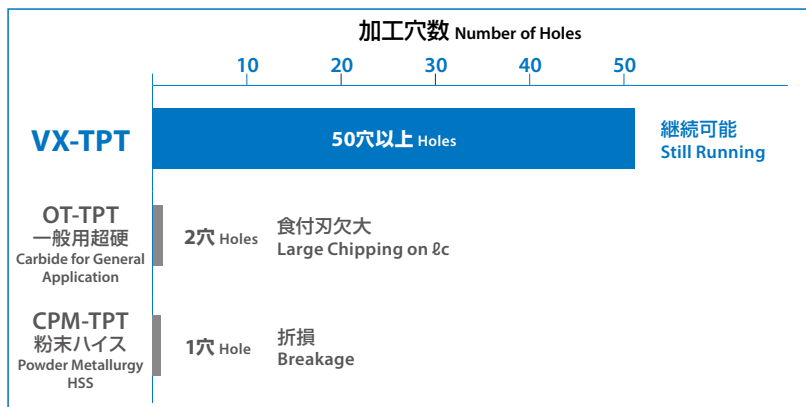 加工穴数 Number of Holes
10 20 30 40 50
VX-TPT
50穴以上 Holes
継続可能
Still Running
OT-TPT
一般用超硬
Carbide for General
Application
2穴 Holes
食付刃欠大
Large Chipping on ℓc
CPM-TPT
粉末ハイス
Powder Metallurgy
HSS
1穴 Hole
折損
Breakage